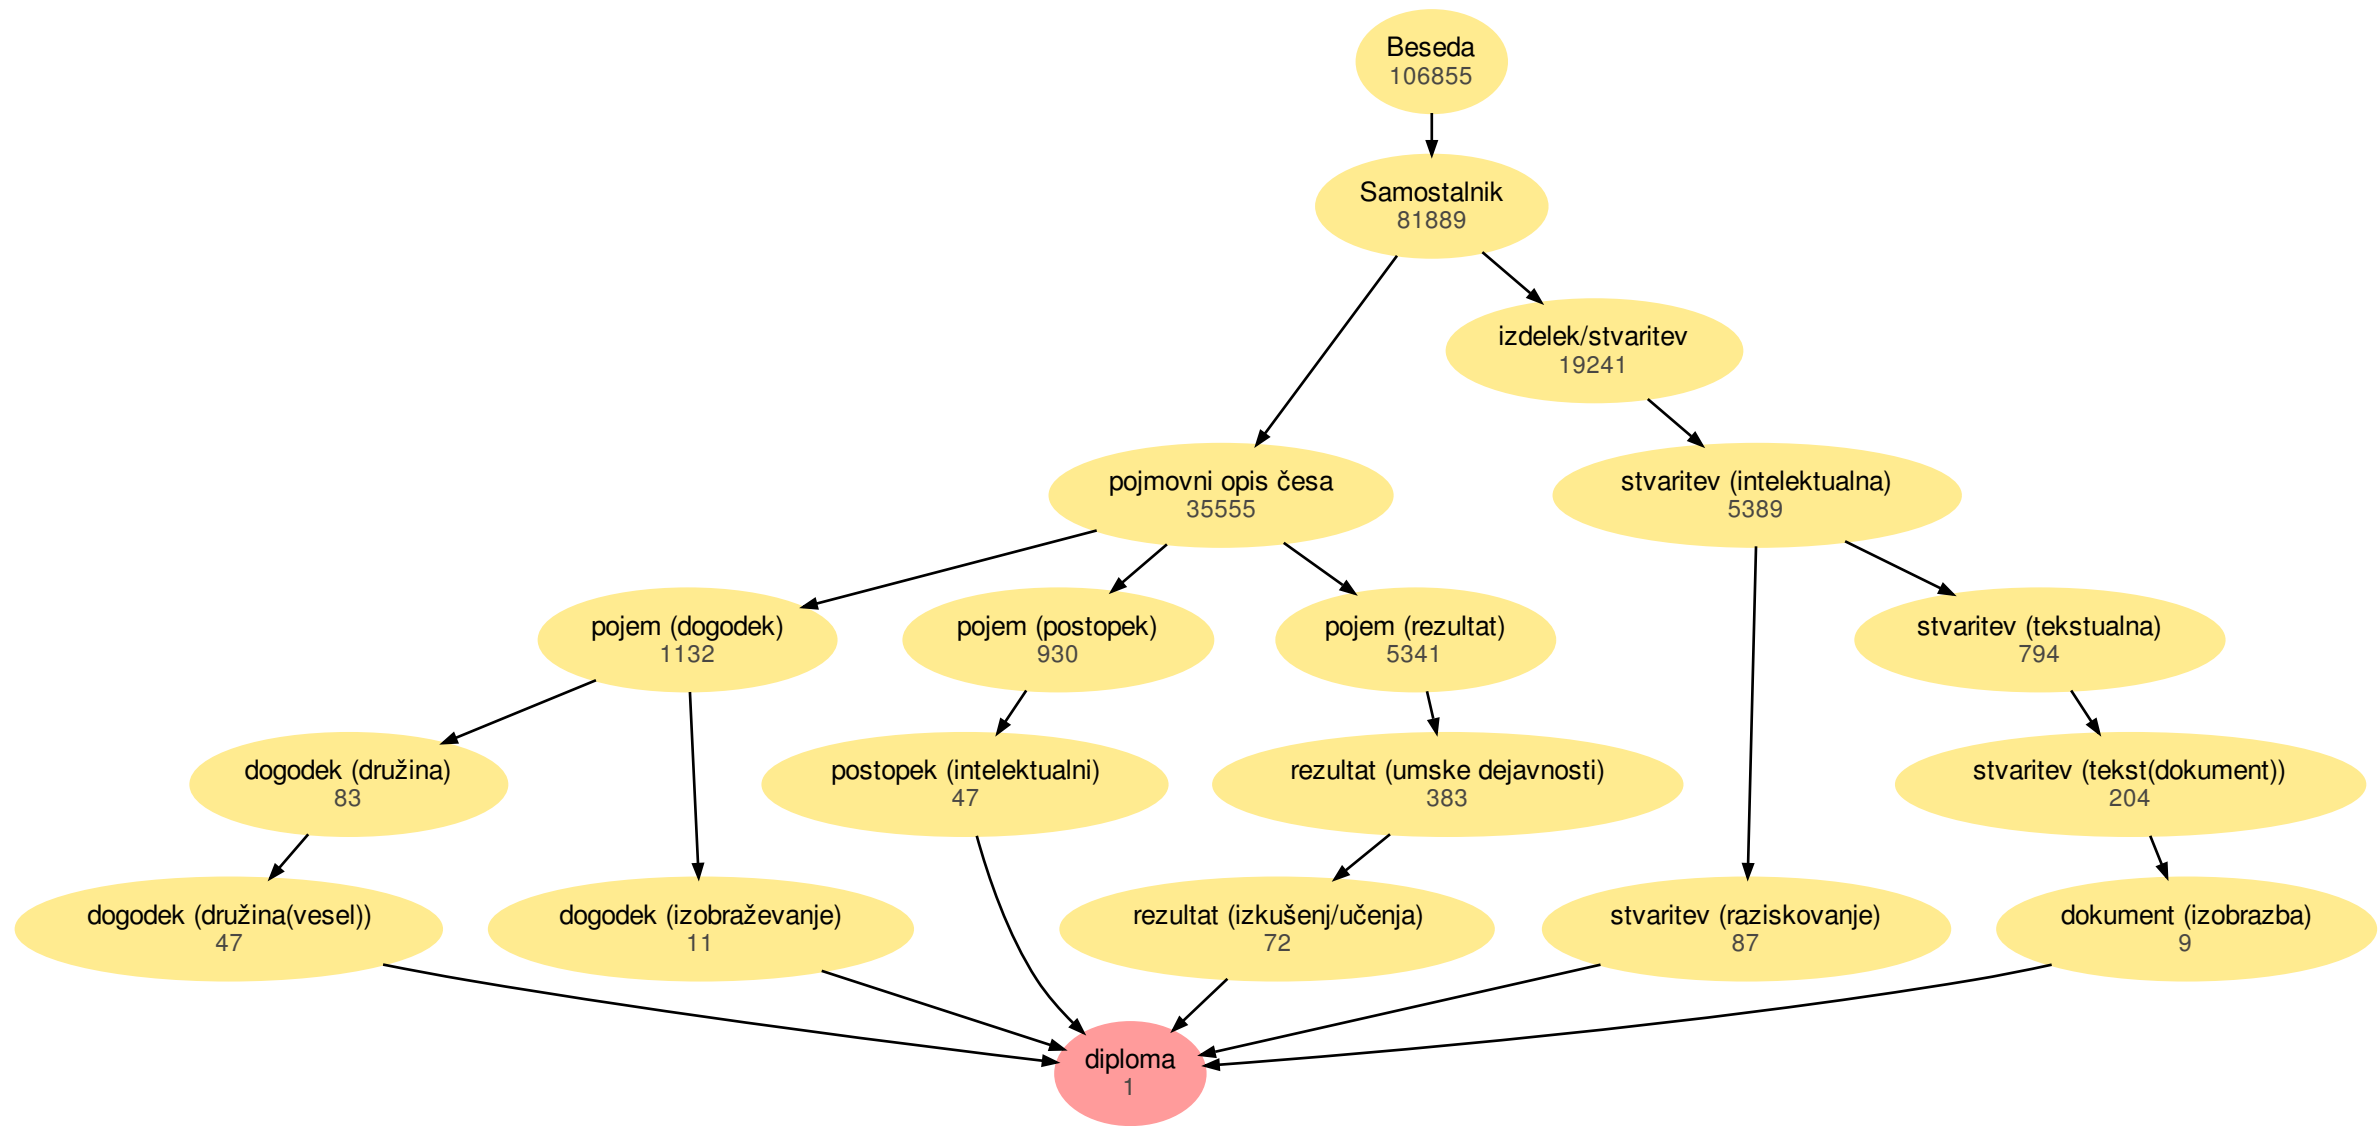 Beseda
106855
Samostalnik
81889
izdelek/stvaritev
19241
pojmovni opis česa
35555
stvaritev (intelektualna)
5389
pojem (dogodek)
1132
pojem (postopek)
930
pojem (rezultat)
5341
stvaritev (tekstualna)
794
dogodek (družina)
83
postopek (intelektualni)
47
rezultat (umske dejavnosti)
383
stvaritev (tekst(dokument))
204
dogodek (družina(vesel))
47
dogodek (izobraževanje)
11
rezultat (izkušenj/učenja)
72
stvaritev (raziskovanje)
87
dokument (izobrazba)
9
diploma
1